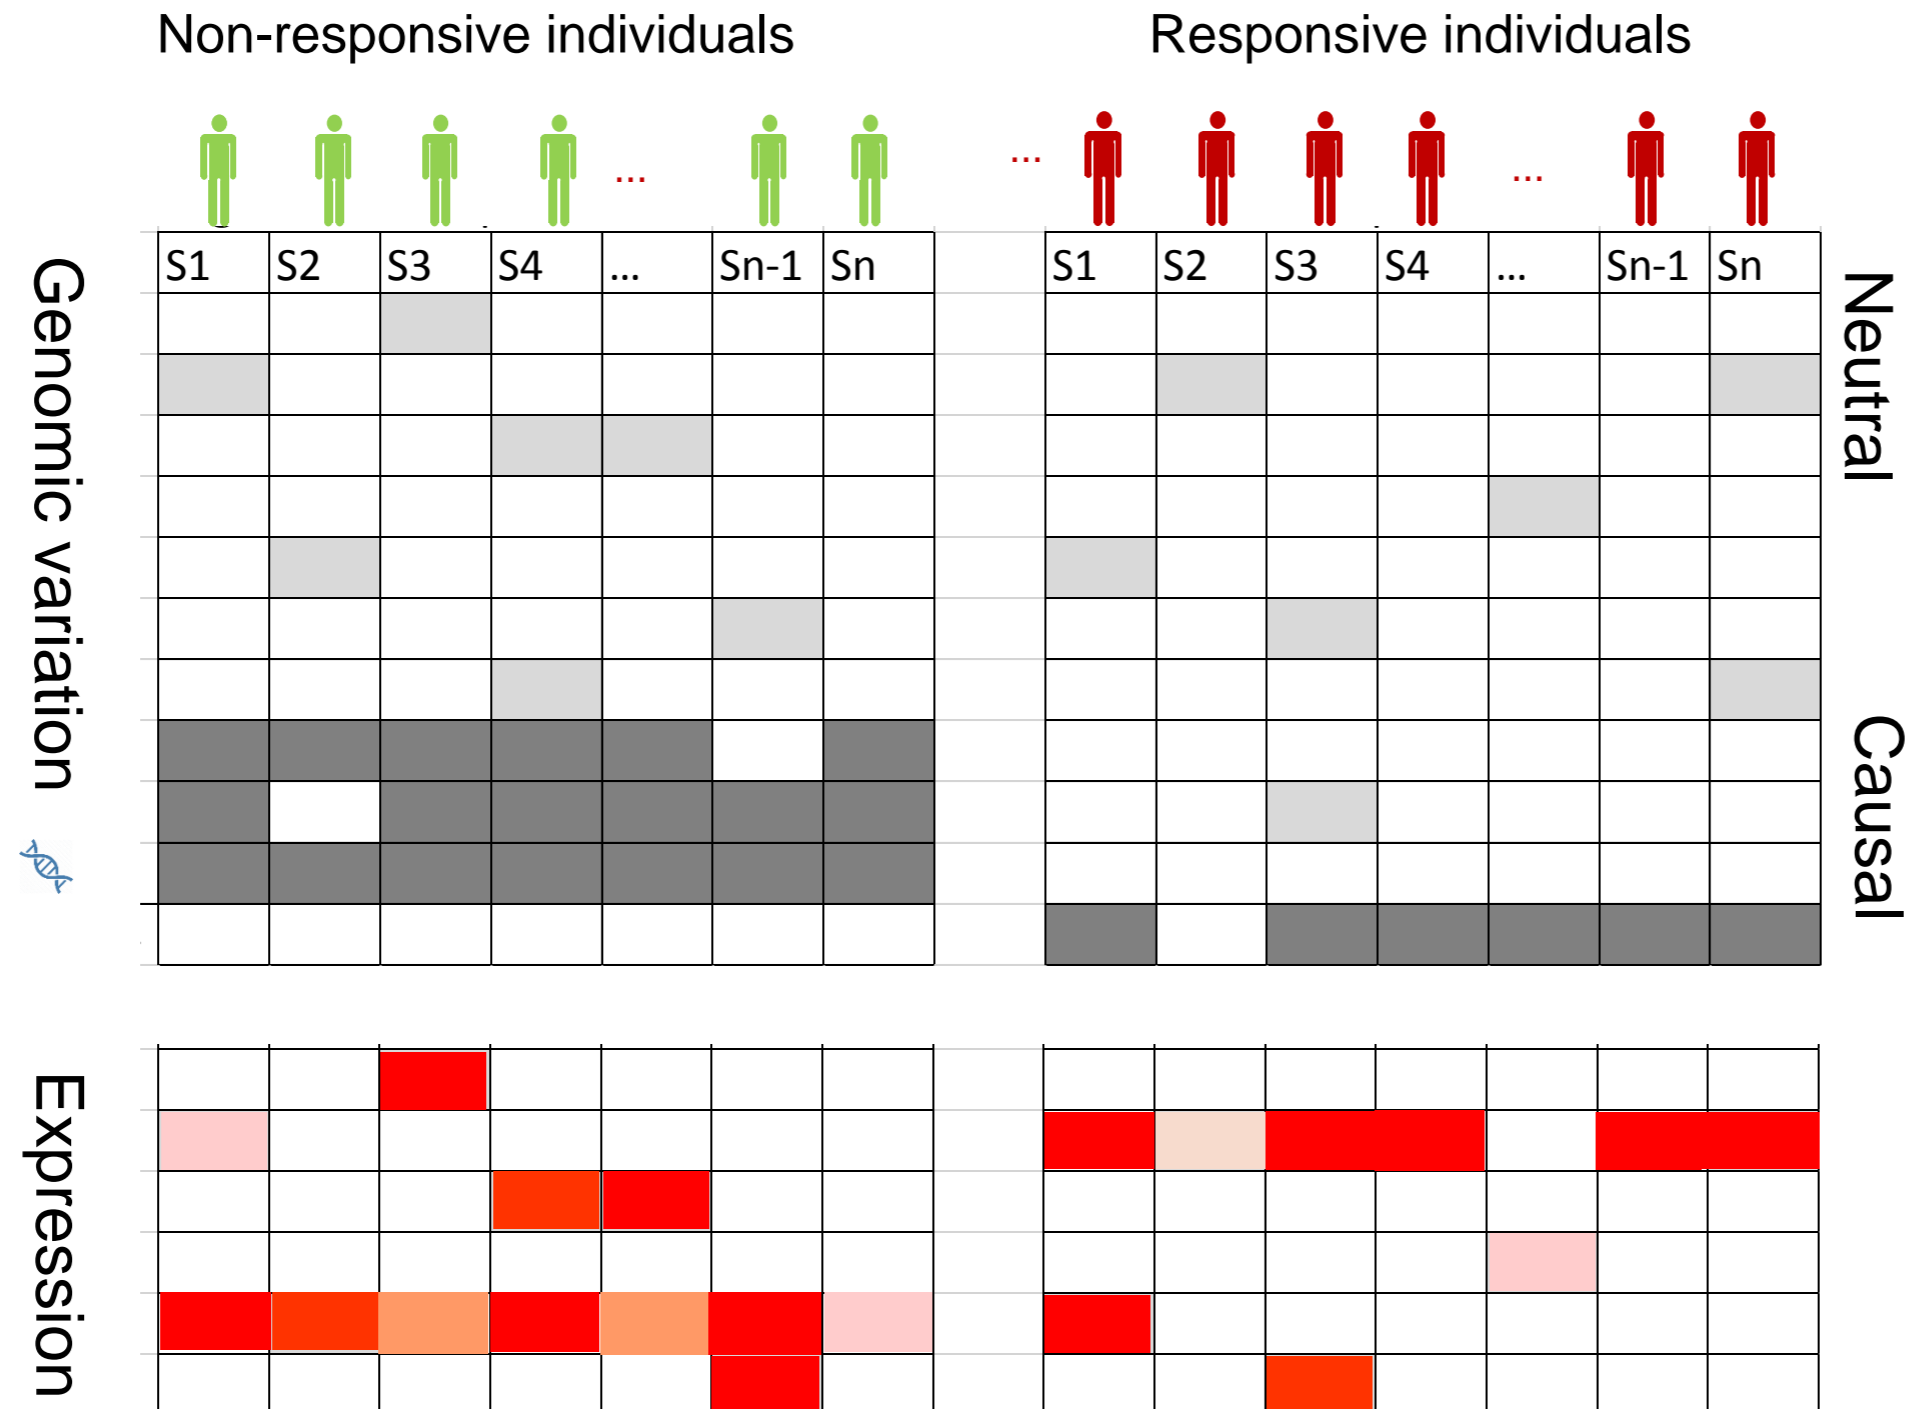 Non-responsive individuals
Responsive individuals
...
...
...
S1 S2 S3 S4 ... Sn-1 Sn
S1 S2 S3 S4 ... Sn-1 Sn
Genomic variation
Neutral
Causal
Expression